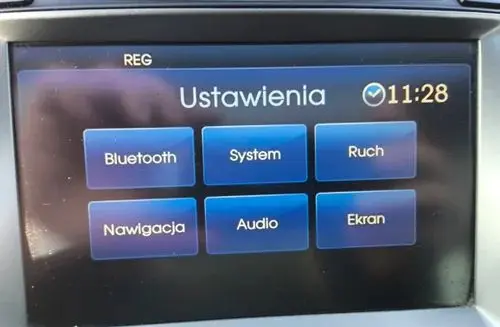 REG
Ustawienia 11:28
Bluetooth System Ruch
Nawigacja Audio Ekran